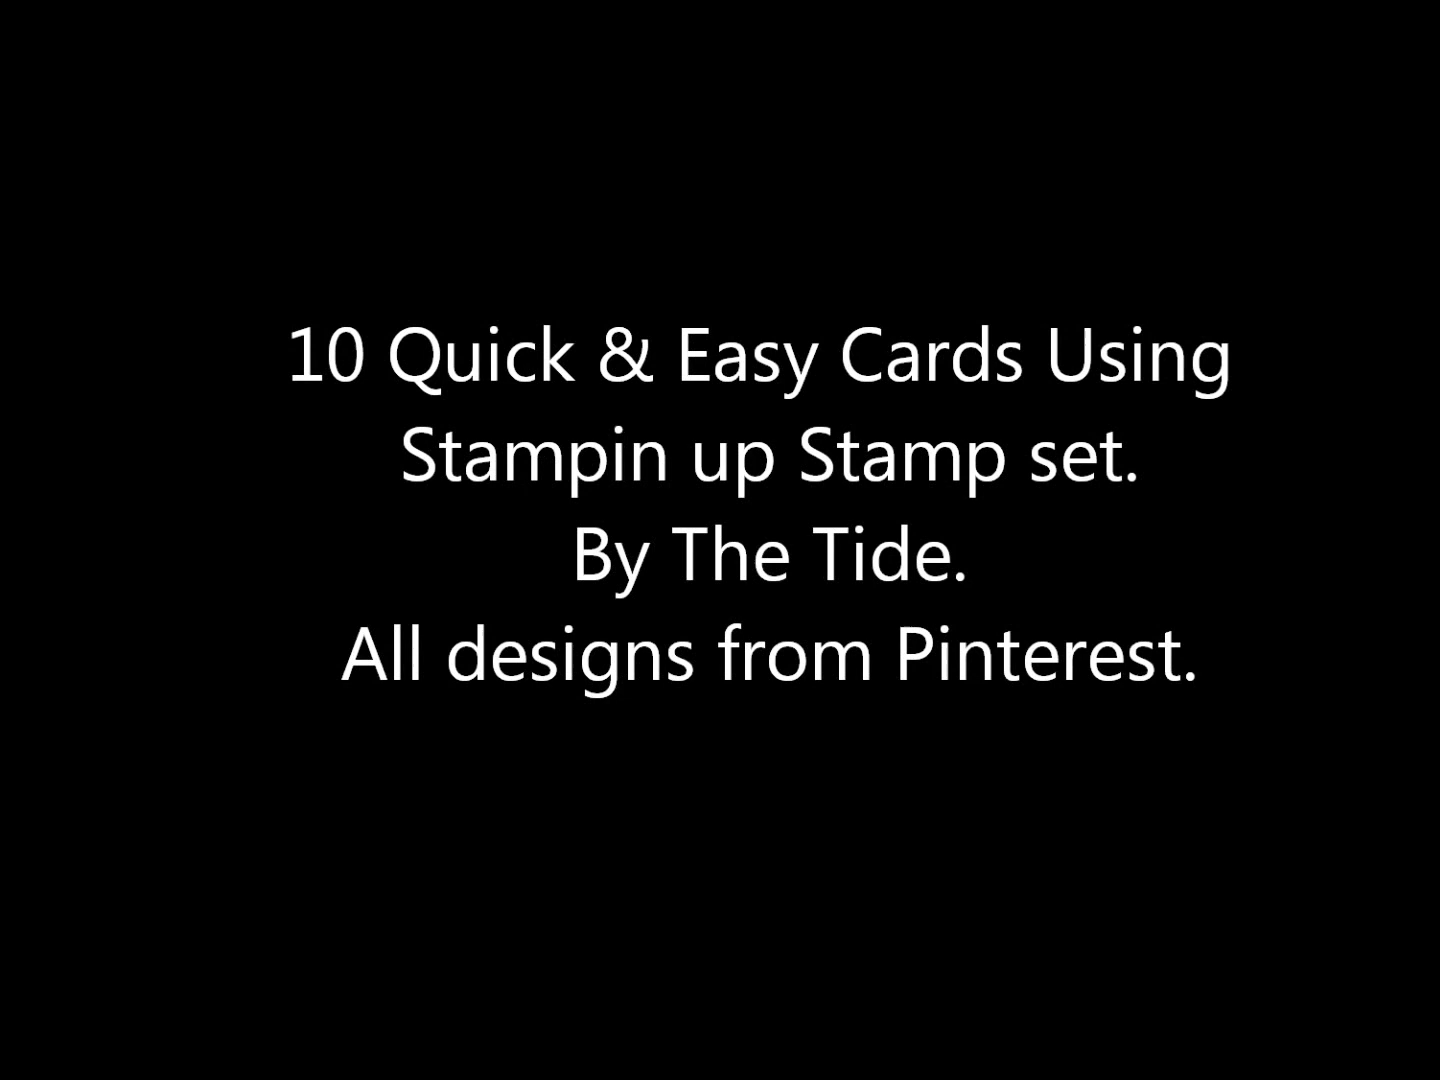 10 Quick & Easy Cards Using
Stampin up Stamp set.
By The Tide.
All designs from Pinterest.